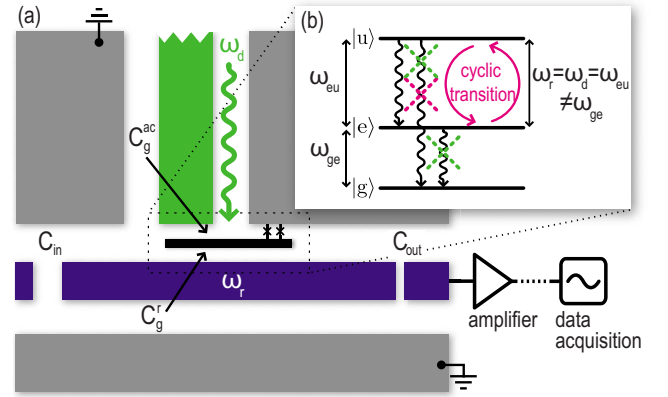 (a)
ω_d
C_g^ac
C_in
C_out
ω_r
C_g^r
amplifier
data
acquisition
(b)
|u⟩
ω_eu
cyclic
transition
ω_r=ω_d=ω_eu
≠ω_ge
|e⟩
ω_ge
|g⟩